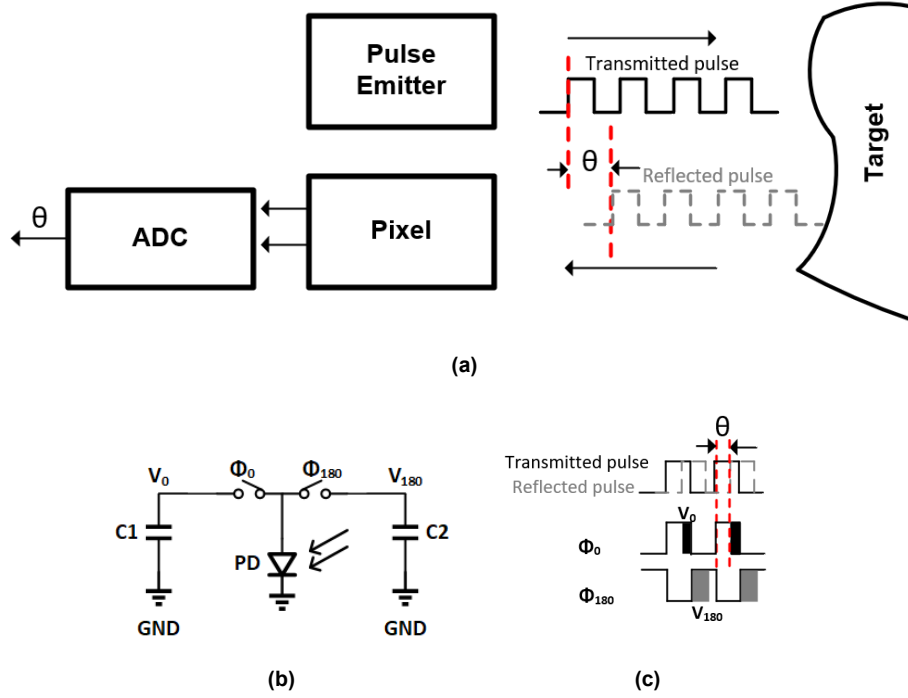 Pulse
Emitter
Transmitted pulse
θ
Reflected pulse
Target
θ
ADC
Pixel
(a)
V0
Φ0
Φ180
V180
C1
PD
C2
GND
GND
(b)
θ
Transmitted pulse
Reflected pulse
V0
Φ0
Φ180
V180
(c)